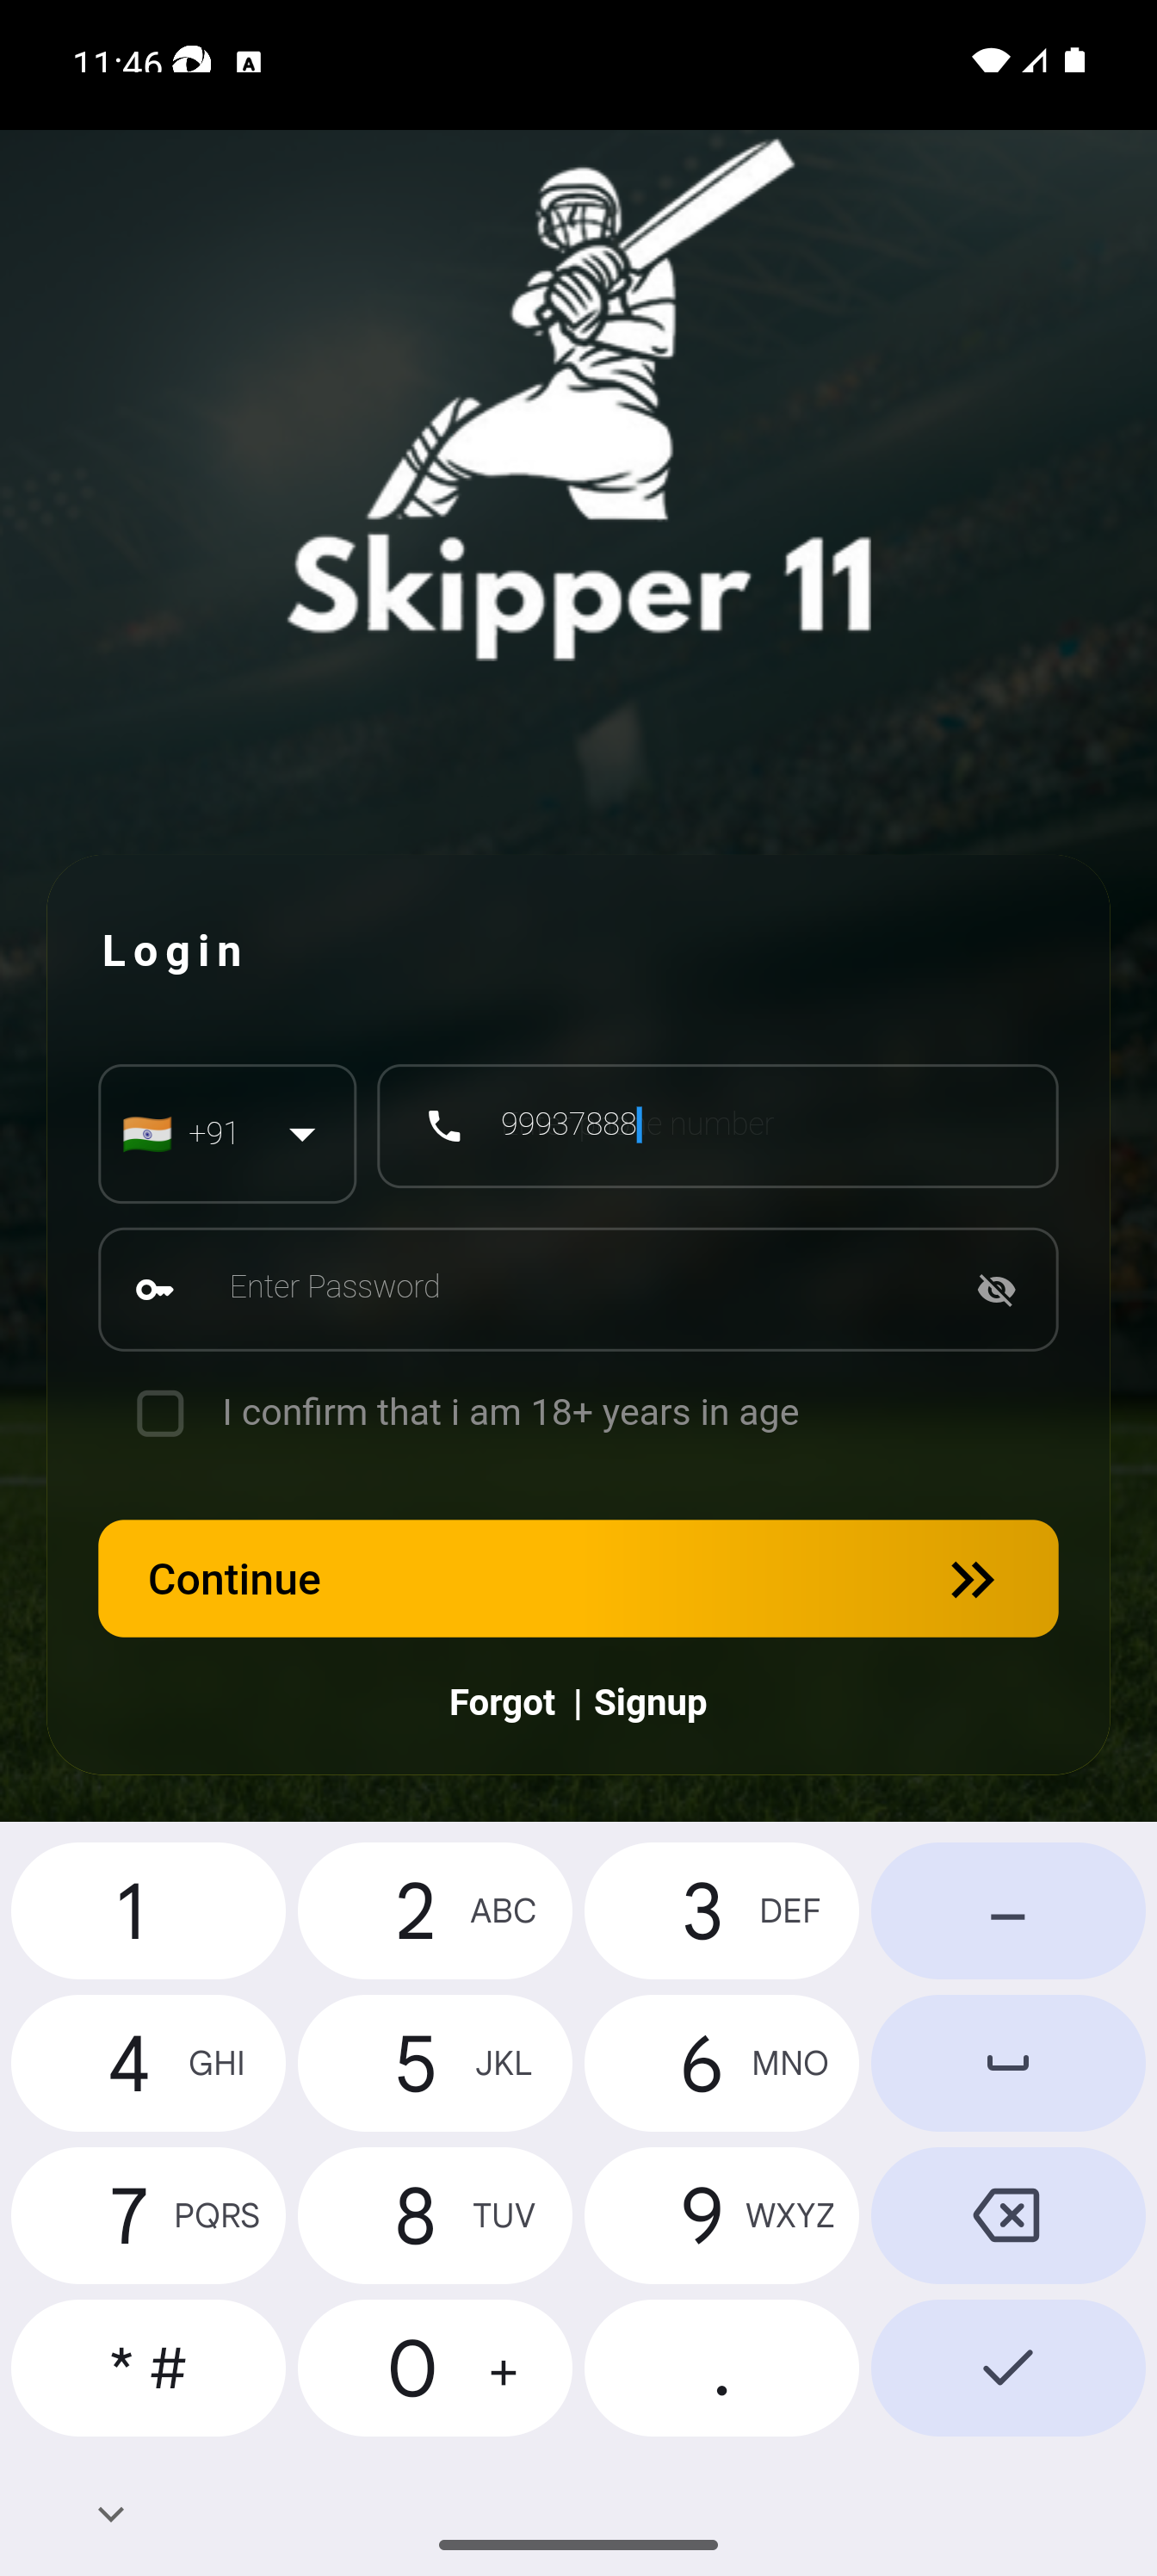 11:46 A
Skipper 11
Login
+91 99937888 e number
Enter Password
I confirm that i am 18+ years in age
Continue
Forgot | Signup
1 2 ABC 3 DEF –
4 GHI 5 JKL 6 MNO
7 PQRS 8 TUV 9 WXYZ
* # 0 + .